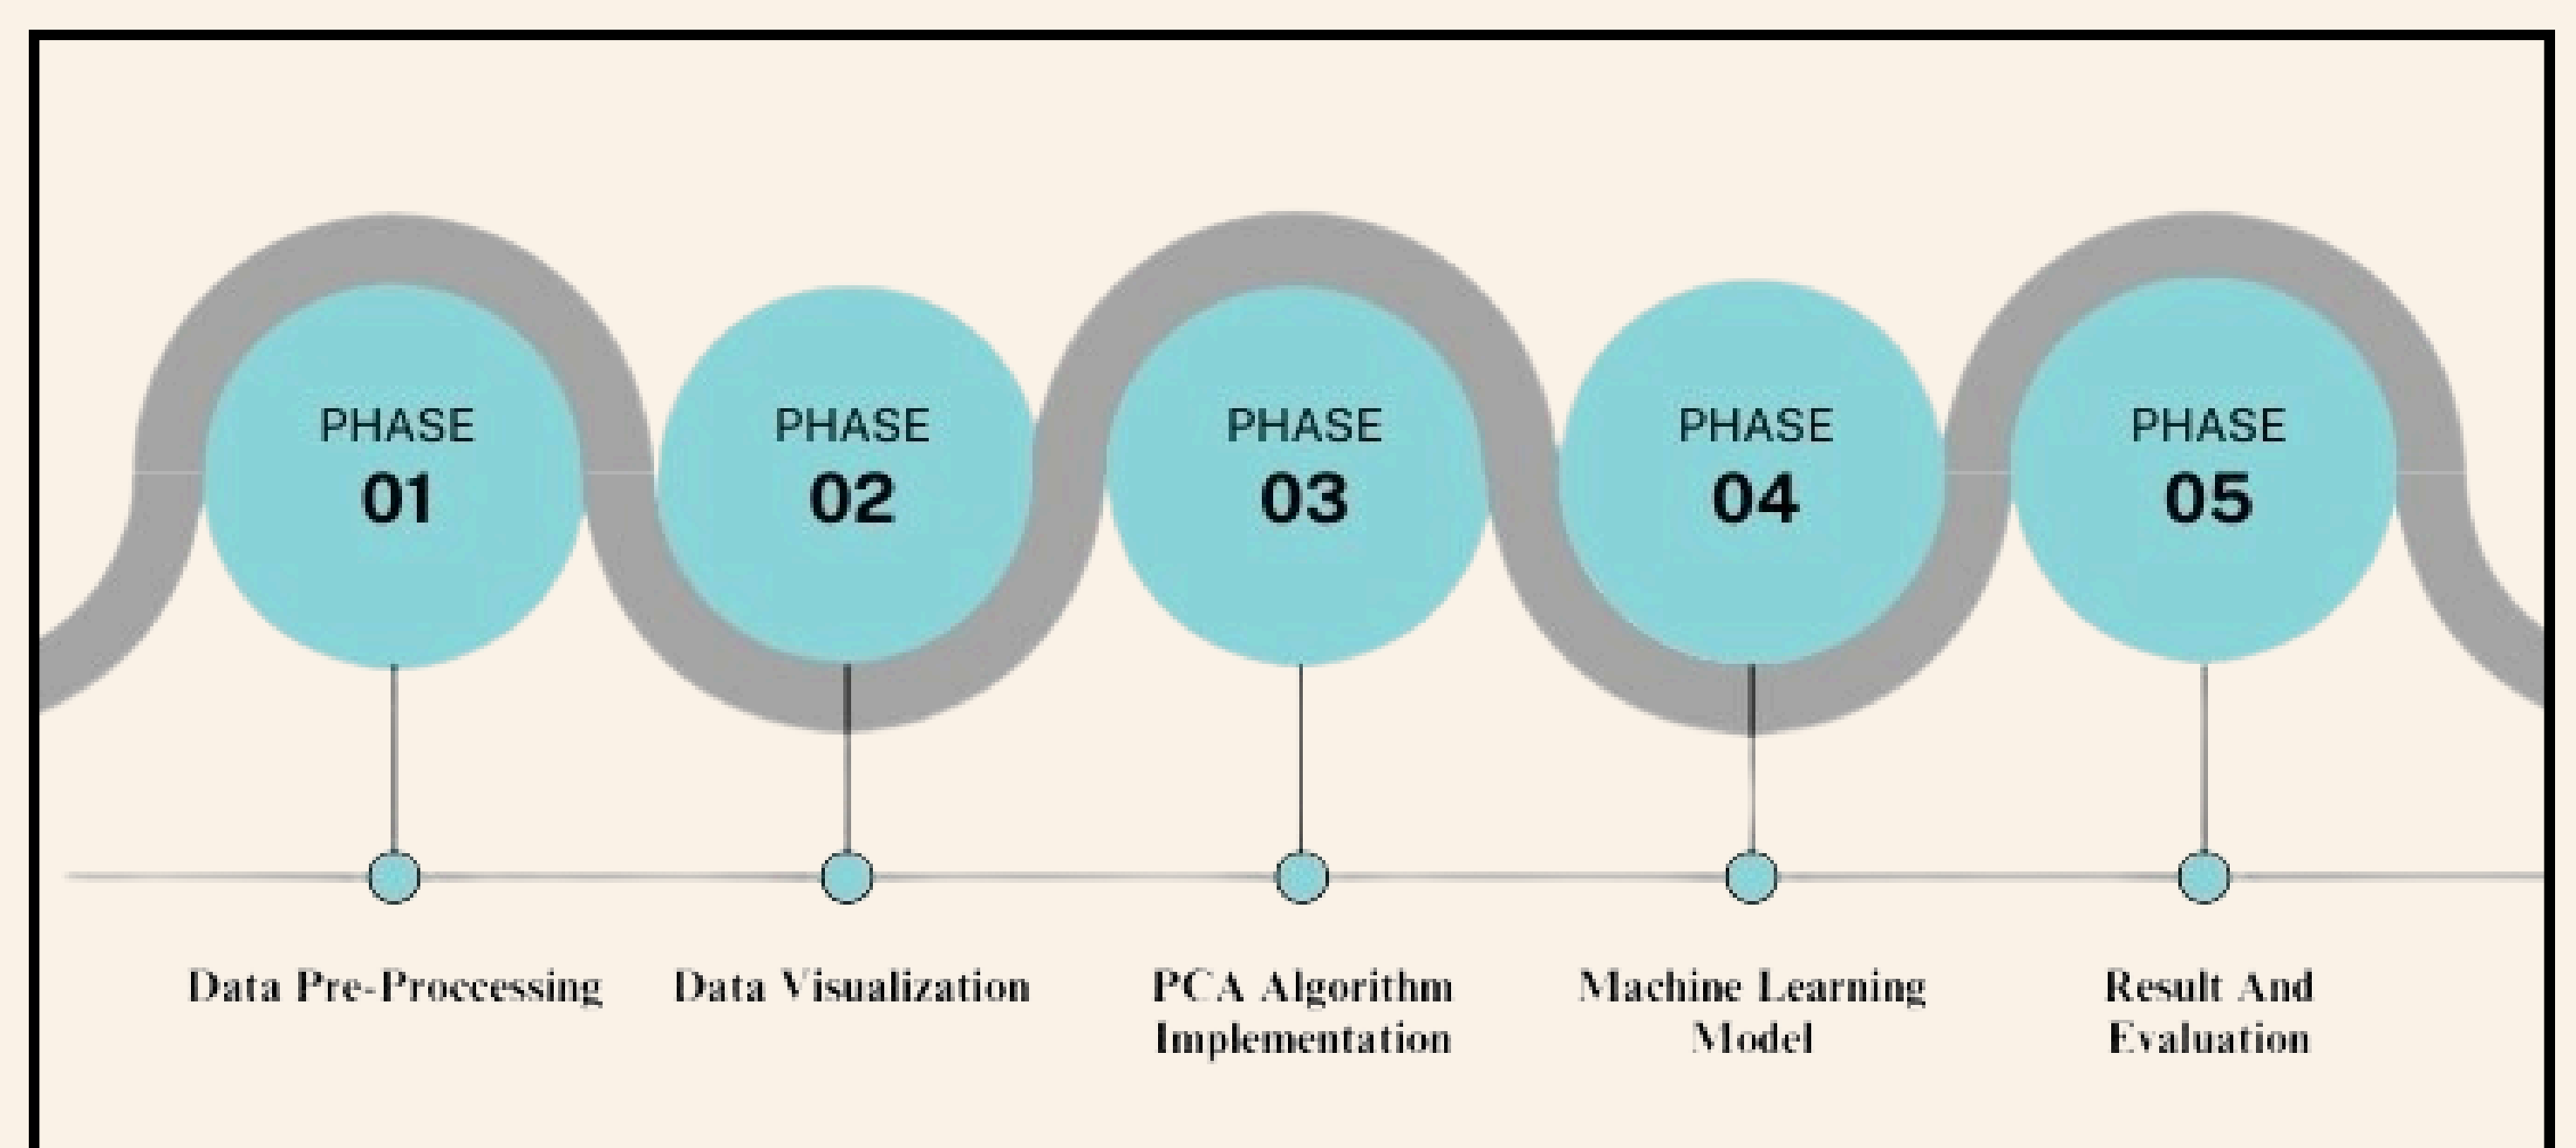 PHASE
01
PHASE
02
PHASE
03
PHASE
04
PHASE
05
Data Pre-Proccessing
Data Visualization
PCA Algorithm
Implementation
Machine Learning
Model
Result And
Evaluation